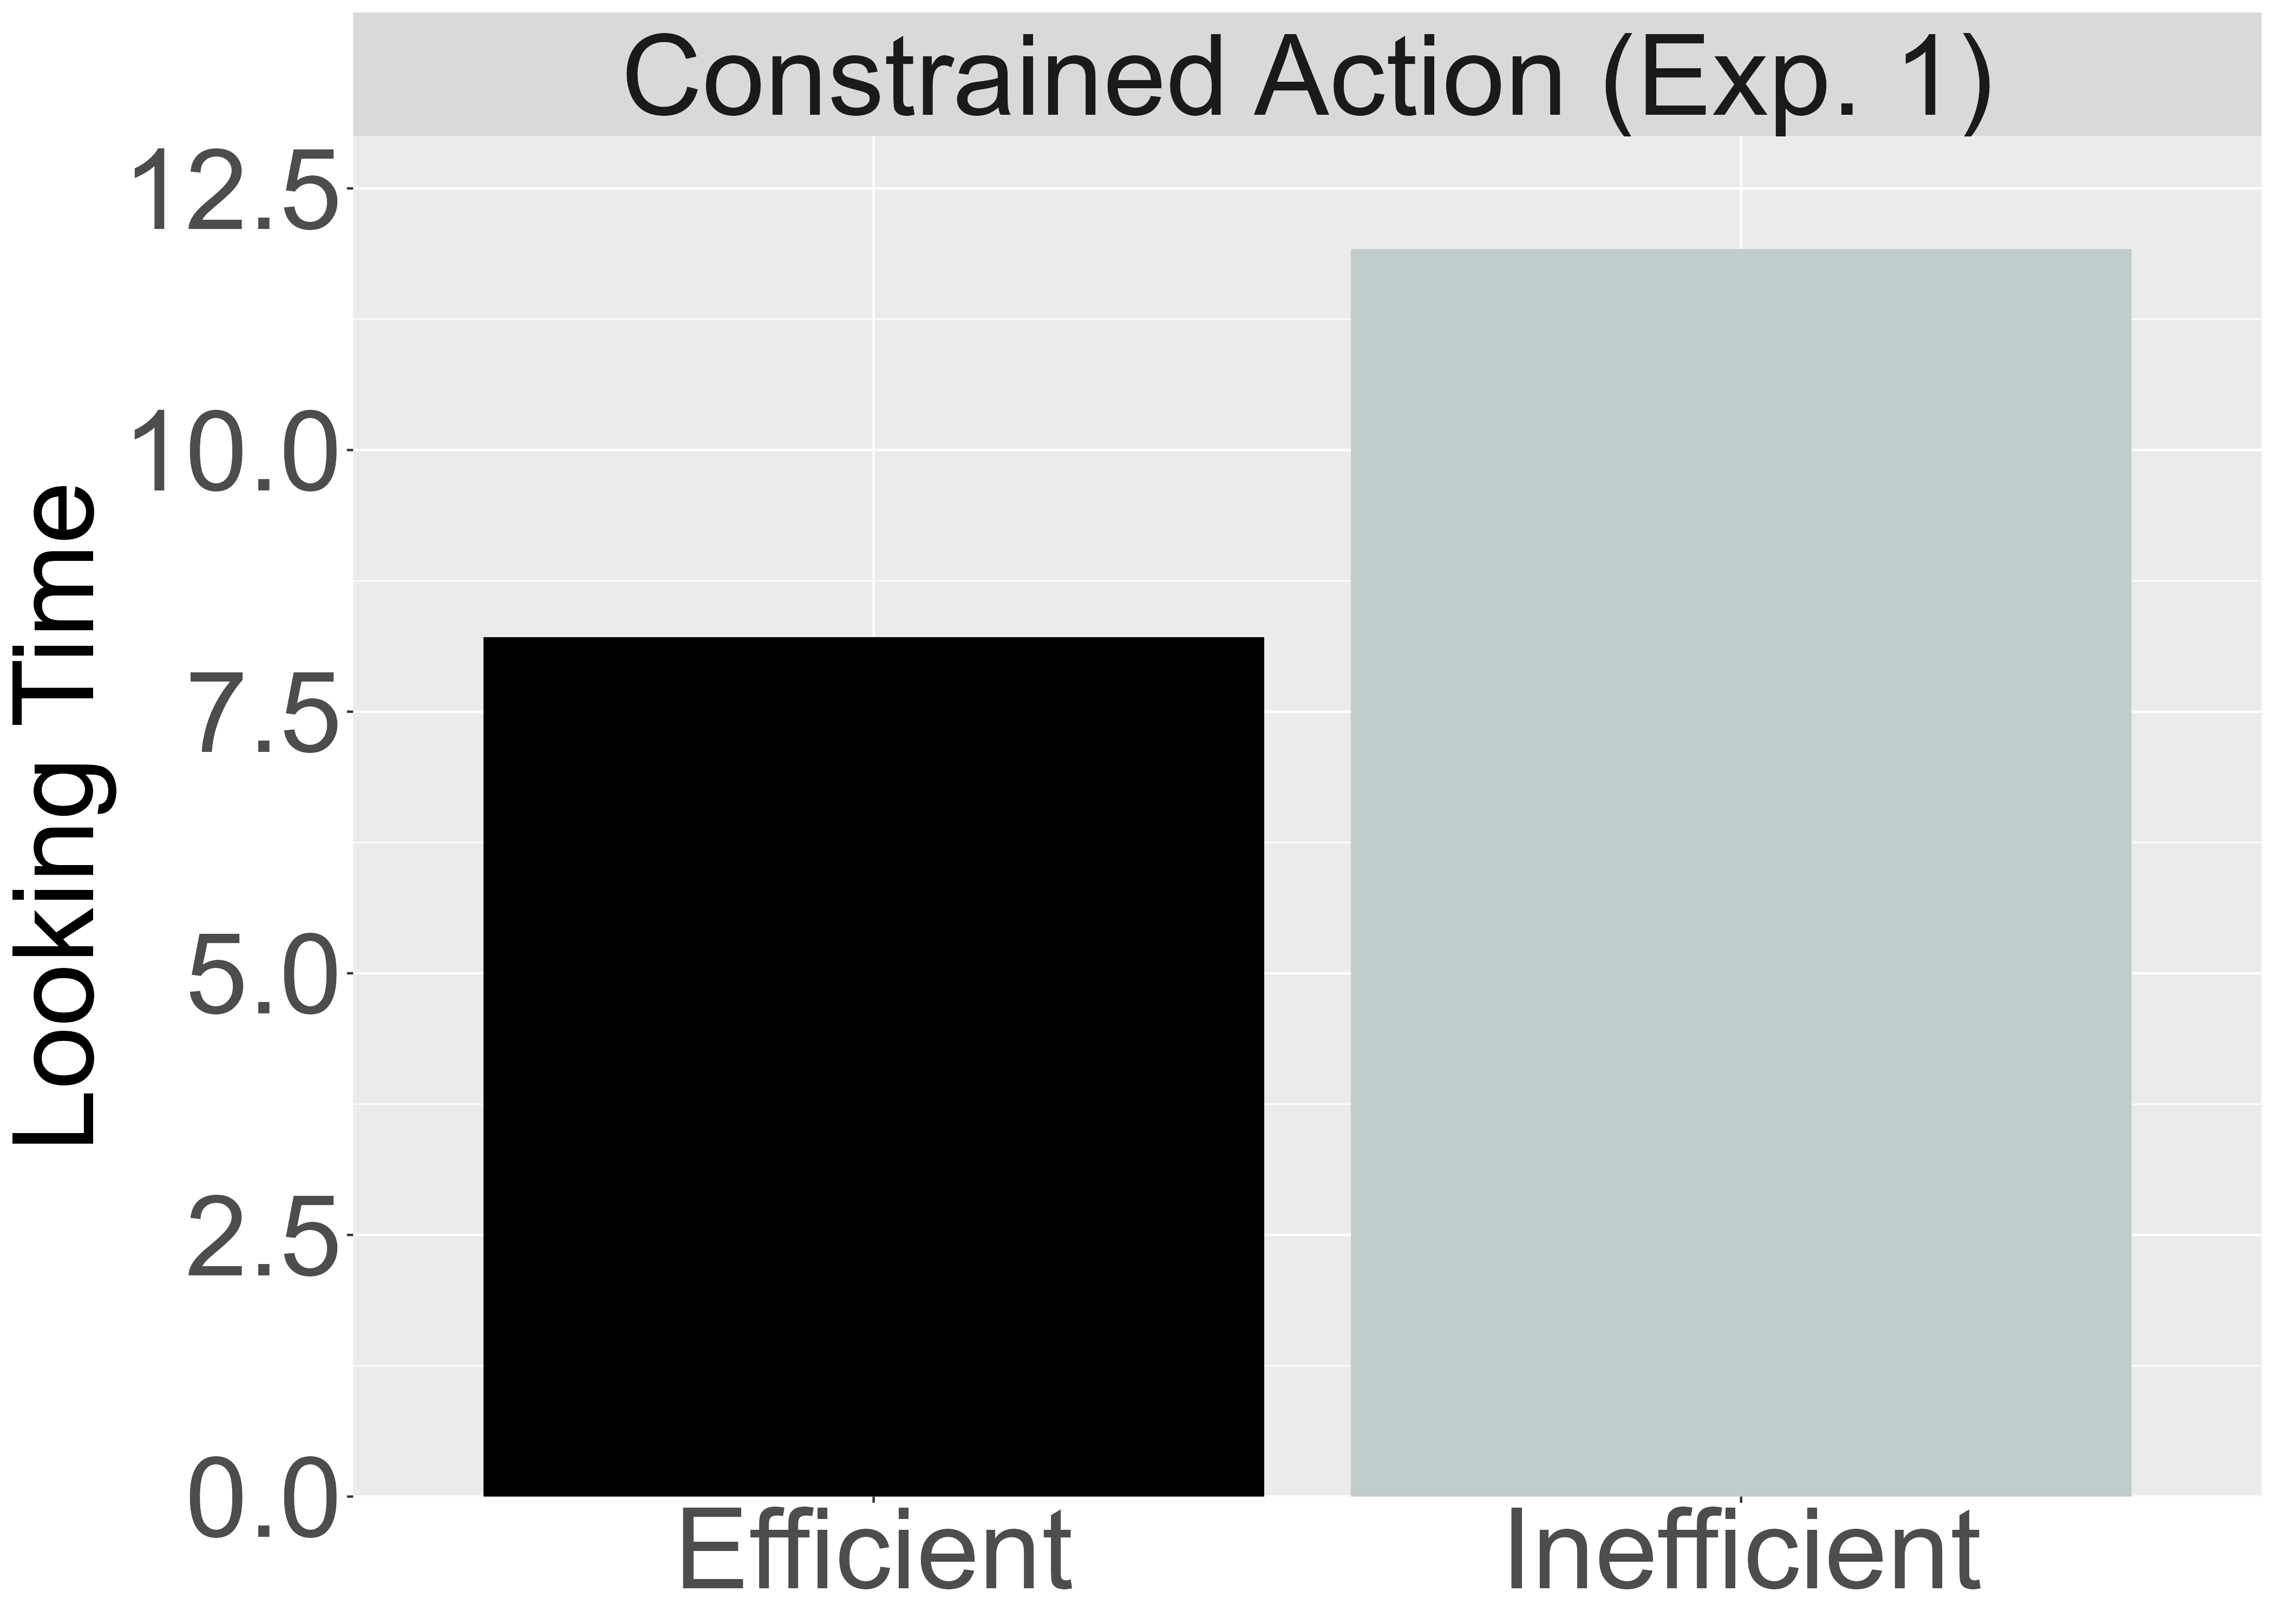 Constrained Action (Exp. 1)
Looking Time
12.5
10.0
7.5
5.0
2.5
0.0
Efficient Inefficient